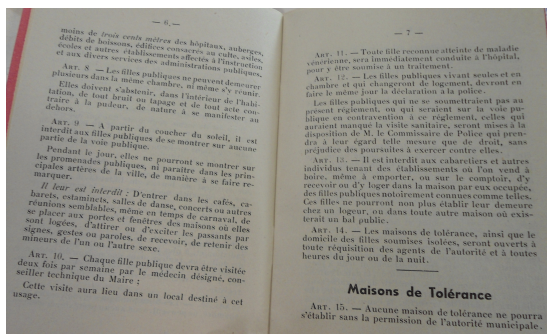 — 6 —
moins de trois cents mètres des hôpitaux, auberges,
débits de boissons, édifices consacrés au culte, asiles,
écoles et autres établissements affectés à l'instruction
et aux divers services des administrations publiques.
ART. 8 — Les filles publiques ne peuvent demeurer
plusieurs dans la même chambre, ni même s'y réunir.
Elles doivent s'abstenir, dans l'intérieur de l'habi-
tation, de tout bruit ou tapage et de tout acte con-
traire à la pudeur, de nature à se manifester au
dehors.
ART. 9 — A partir du coucher du soleil, il est
interdit aux filles publiques de se montrer sur aucune
partie de la voie publique.
Pendant le jour, elles ne pourront se montrer sur
les promenades publiques, ni paraître dans les prin-
cipales artères de la ville, de manière à se faire re-
marquer.
Il leur est interdit : D'entrer dans les cafés, ca-
barets, estaminets, salles de danse, concerts ou autres
réunions semblables, même en temps de carnaval, de
se placer aux portes et fenêtres des maisons où elles
sont logées, d'attirer ou d'exciter les passants par
signes, gestes ou paroles, de recevoir, de retenir des
mineurs de l'un ou l'autre sexe.
ART. 10. — Chaque fille publique devra être visitée
deux fois par semaine par le médecin désigné, con-
seiller technique du Maire ;
Cette visite aura lieu dans un local destiné à cet
usage.
— 7 —
ART. 11. — Toute fille reconnue atteinte de maladie
vénérienne, sera immédiatement conduite à l'hôpital,
pour y être soumise à un traitement.
ART. 12. — Les filles publiques vivant seules et en
chambre et qui changeront de logement, devront en
faire le même jour la déclaration à la police.
Les filles publiques qui ne se soumettraient pas au
présent règlement, ou qui seraient sur la voie pu-
blique en contravention à ce règlement, celles qui
auraient manqué la visite sanitaire, seront mises à la
disposition de M. le Commissaire de Police qui pren-
dra à leur égard telle mesure que de droit, sans
préjudice des poursuites à exercer contre elles.
ART. 13. — Il est interdit aux cabaretiers et autres
individus tenant des établissements où l'on vend à
boire, même à emporter, ou sur le comptoir, d'y
recevoir ou d'y loger dans la maison par eux occupée,
des filles publiques notoirement connues comme telles.
Ces filles ne pourront non plus établir leur demeure
chez un logeur, ou dans toute autre maison où exis-
terait un bal public.
ART. 14. — Les maisons de tolérance, ainsi que le
domicile des filles soumises isolées, seront ouverts à
toute réquisition des agents de l'autorité et à toutes
heures du jour ou de la nuit.
Maisons de Tolérance
ART. 15. — Aucune maison de tolérance ne pourra
s'établir sans la permission de l'autorité municipale.